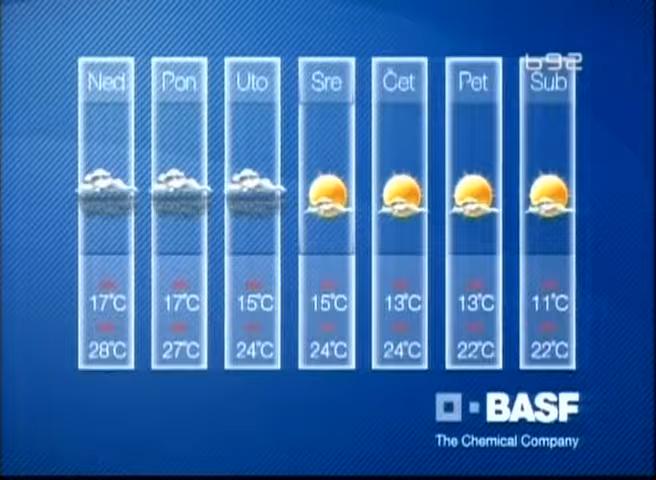 b92
Ned Pon Uto Sre Čet Pet Sub
17°C 17°C 15°C 15°C 13°C 13°C 11°C
28°C 27°C 24°C 24°C 24°C 22°C 22°C
BASF
The Chemical Company